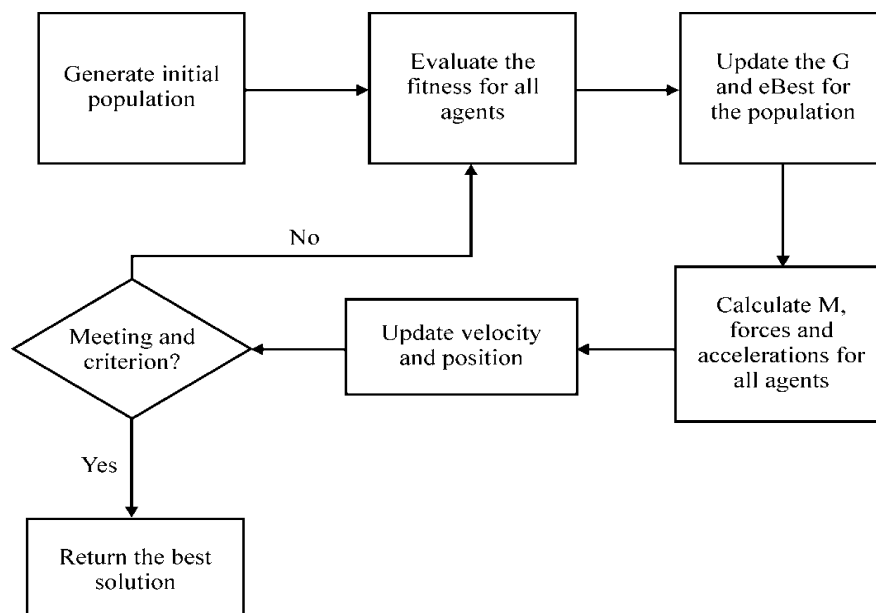 Generate initial
population
Evaluate the
fitness for all
agents
Update the G
and eBest for
the population
Calculate M,
forces and
accelerations for
all agents
Update velocity
and position
Meeting and
criterion?
No
Yes
Return the best
solution